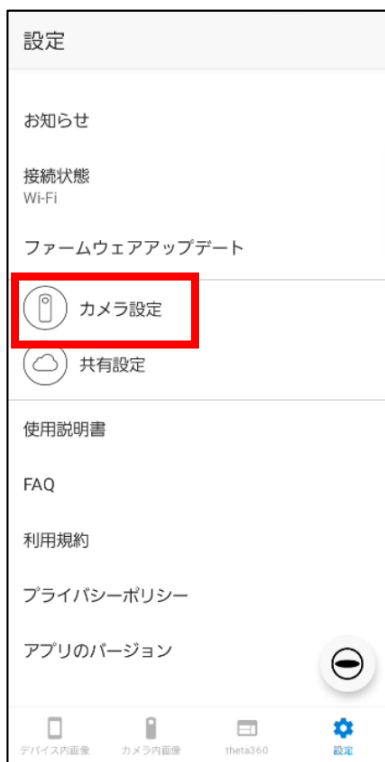 設定
お知らせ
接続状態
Wi-Fi
ファームウェアアップデート
カメラ設定
共有設定
使用説明書
FAQ
利用規約
プライバシーポリシー
アプリのバージョン
デバイス内画像
カメラ内画像
theta360
設定